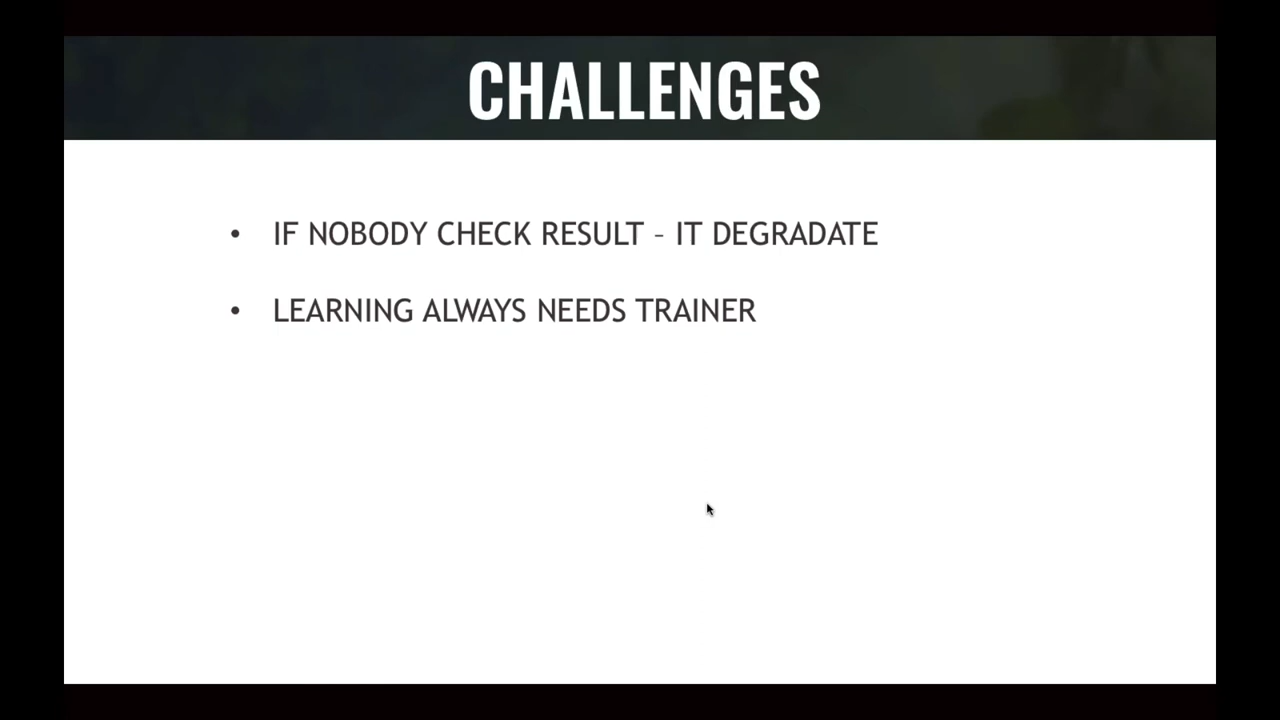 CHALLENGES
• IF NOBODY CHECK RESULT – IT DEGRADATE
• LEARNING ALWAYS NEEDS TRAINER